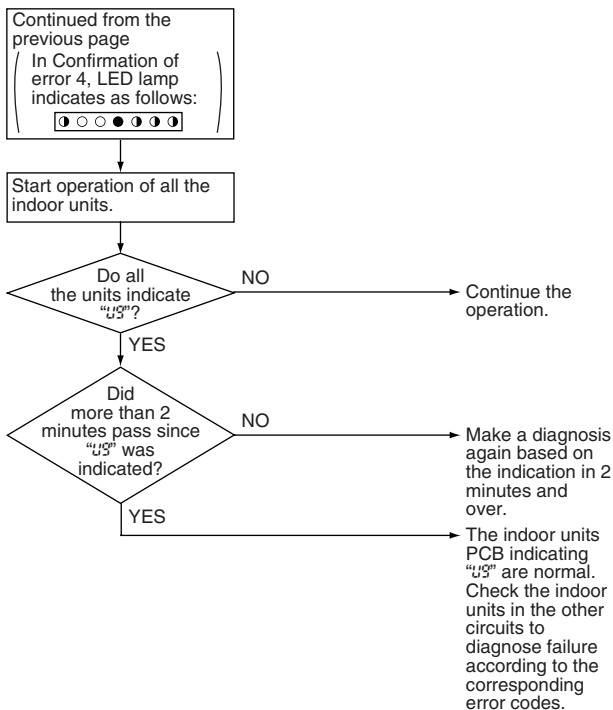 Continued from the
previous page
In Confirmation of
error 4, LED lamp
indicates as follows:
Start operation of all the
indoor units.
Do all
the units indicate
“U9”?
NO
Continue the
operation.
YES
Did
more than 2
minutes pass since
“U9” was
indicated?
NO
Make a diagnosis
again based on
the indication in 2
minutes and
over.
YES
The indoor units
PCB indicating
“U9” are normal.
Check the indoor
units in the other
circuits to
diagnose failure
according to the
corresponding
error codes.